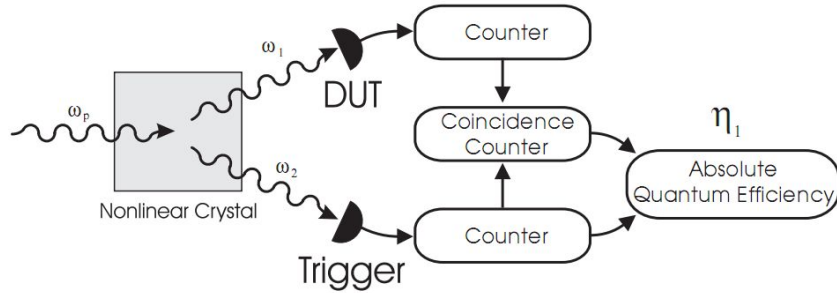 ω₁
Counter
DUT
ωₚ
Coincidence
Counter
η₁
Absolute
Quantum Efficiency
ω₂
Nonlinear Crystal
Trigger
Counter